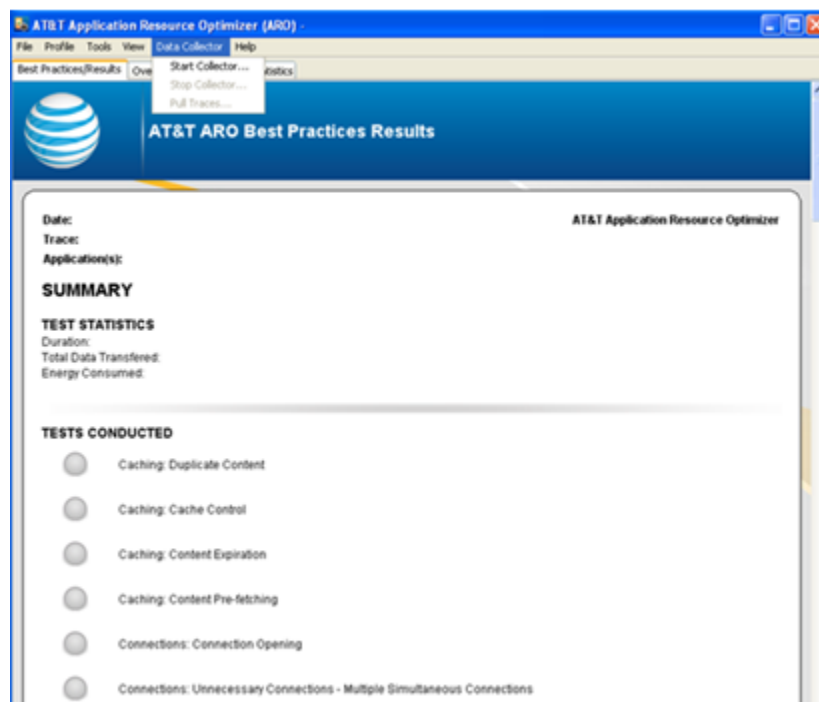 AT&T Application Resource Optimizer (ARO) -
File Profile Tools View Data Collector Help
Best Practices/Results
Start Collector...
Stop Collector...
Pull Traces...
AT&T ARO Best Practices Results
Date:
AT&T Application Resource Optimizer
Trace:
Application(s):
SUMMARY
TEST STATISTICS
Duration:
Total Data Transfered:
Energy Consumed:
TESTS CONDUCTED
Caching: Duplicate Content
Caching: Cache Control
Caching: Content Expiration
Caching: Content Pre-fetching
Connections: Connection Opening
Connections: Unnecessary Connections - Multiple Simultaneous Connections